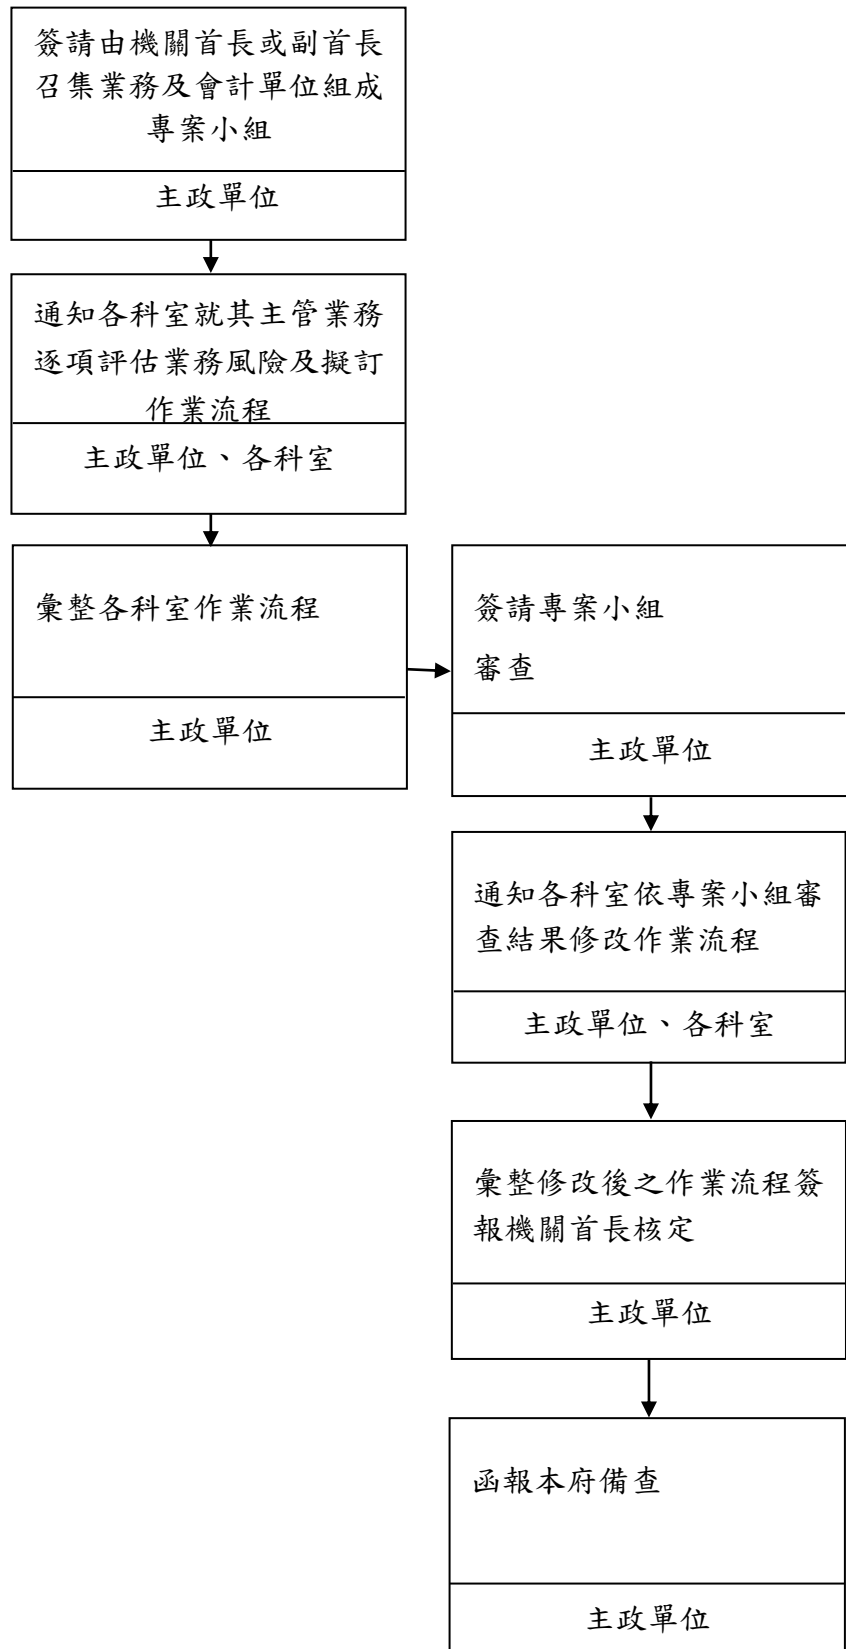 簽請由機關首長或副首長
召集業務及會計單位組成
專案小組
主政單位
通知各科室就其主管業務
逐項評估業務風險及擬訂
作業流程
主政單位、各科室
彙整各科室作業流程
主政單位
簽請專案小組
審查
主政單位
通知各科室依專案小組審
查結果修改作業流程
主政單位、各科室
彙整修改後之作業流程簽
報機關首長核定
主政單位
函報本府備查
主政單位